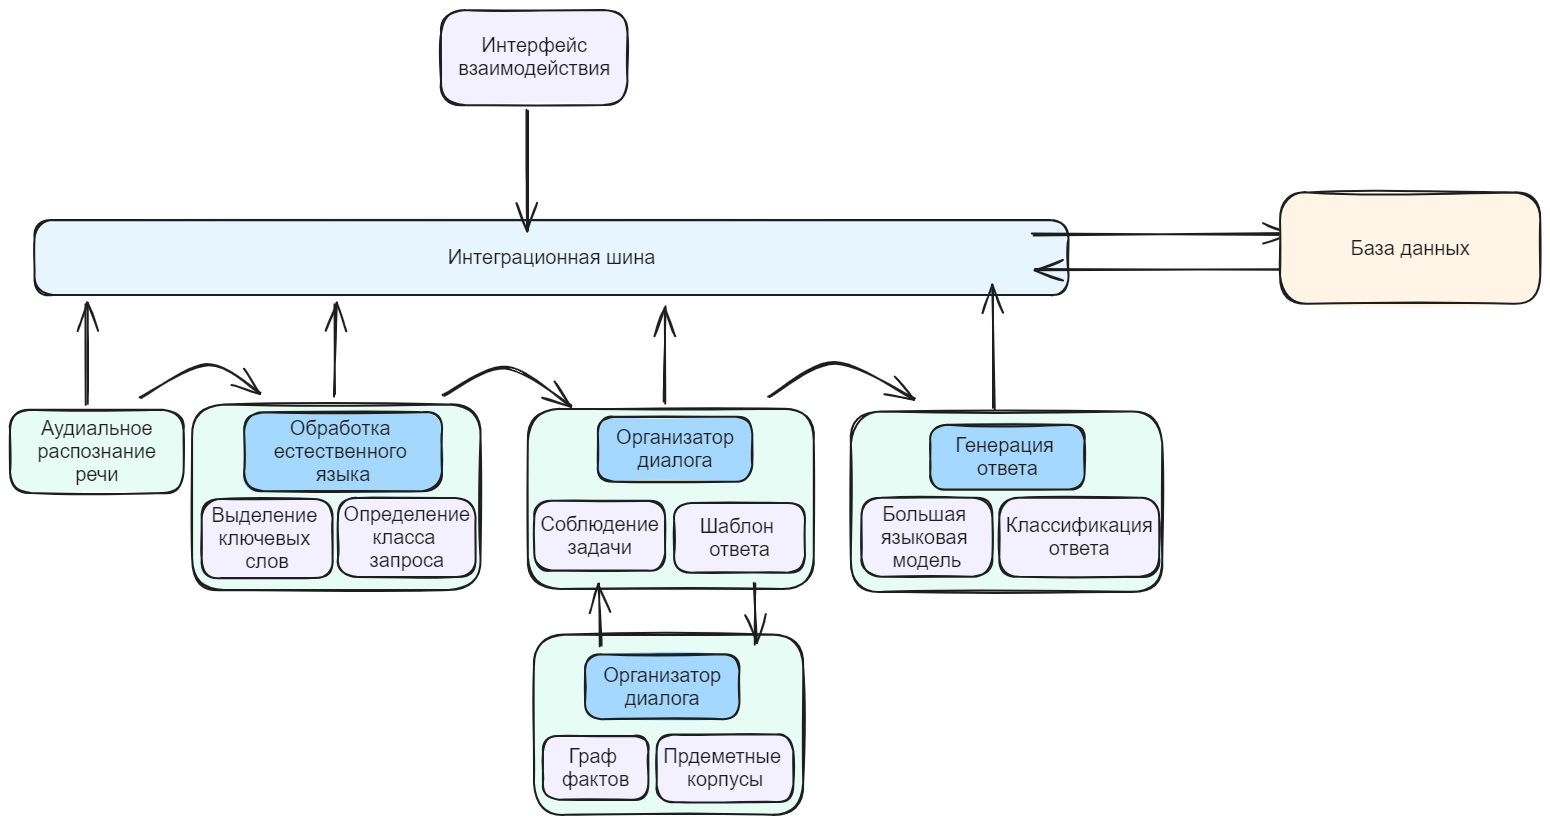 Интерфейс
взаимодействия
Интеграционная шина
База данных
Аудиальное
распознание
речи
Обработка
естественного
языка
Выделение
ключевых
слов
Определение
класса
запроса
Организатор
диалога
Соблюдение
задачи
Шаблон
ответа
Генерация
ответа
Большая
языковая
модель
Классификация
ответа
Организатор
диалога
Граф
фактов
Прдеметные
корпусы